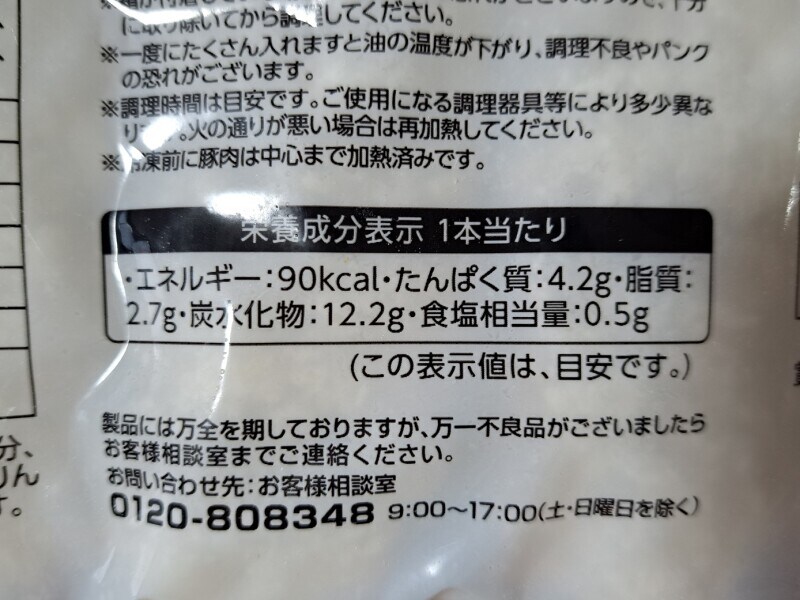 に取り除いてから調理してください。
※一度にたくさん入れますと油の温度が下がり、調理不良やパンク
の恐れがございます。
※調理時間は目安です。ご使用になる調理器具等により多少異な
ります。火の通りが悪い場合は再加熱してください。
※冷凍前に豚肉は中心まで加熱済みです。
栄養成分表示 1本当たり
・エネルギー：90kcal・たんぱく質：4.2g・脂質：
2.7g・炭水化物：12.2g・食塩相当量：0.5g
（この表示値は、目安です。）
製品には万全を期しておりますが、万一不良品がございましたら
お客様相談室までご連絡ください。
お問い合わせ先：お客様相談室
0120-808348 9:00～17:00（土・日曜日を除く）
分、
りん
す。